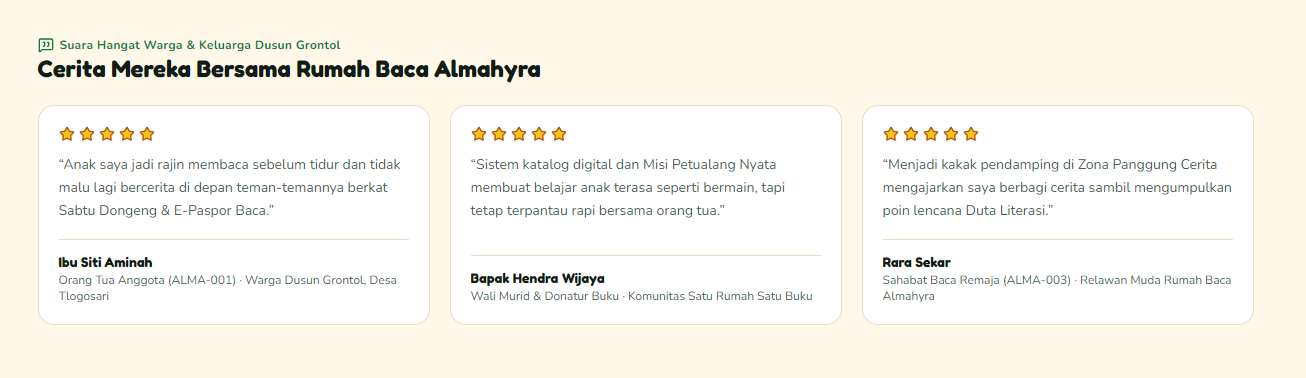 Suara Hangat Warga & Keluarga Dusun Grontol
Cerita Mereka Bersama Rumah Baca Almahyra
“Anak saya jadi rajin membaca sebelum tidur dan tidak
malu lagi bercerita di depan teman-temannya berkat
Sabtu Dongeng & E-Paspor Baca.”
Ibu Siti Aminah
Orang Tua Anggota (ALMA-001) · Warga Dusun Grontol, Desa
Tlogosari
“Sistem katalog digital dan Misi Petualang Nyata
membuat belajar anak terasa seperti bermain, tapi
tetap terpantau rapi bersama orang tua.”
Bapak Hendra Wijaya
Wali Murid & Donatur Buku · Komunitas Satu Rumah Satu Buku
“Menjadi kakak pendamping di Zona Panggung Cerita
mengajarkan saya berbagi cerita sambil mengumpulkan
poin lencana Duta Literasi.”
Rara Sekar
Sahabat Baca Remaja (ALMA-003) · Relawan Muda Rumah Baca
Almahyra